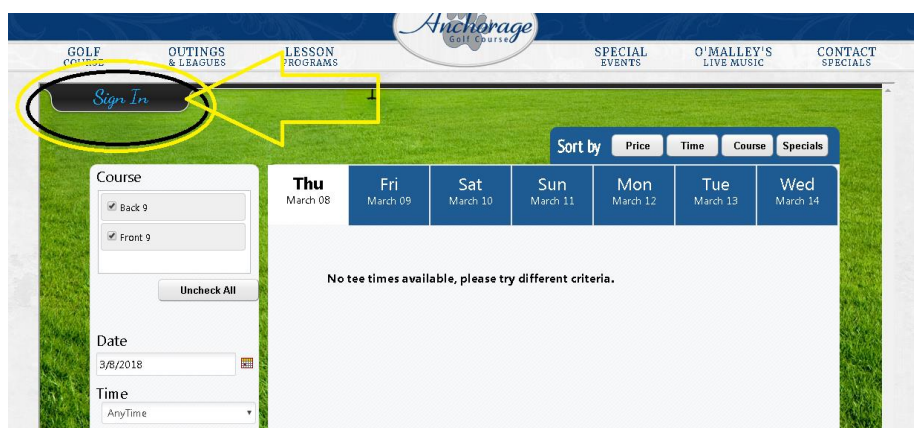 Anchorage
Golf Course
GOLF
COURSE
OUTINGS
& LEAGUES
LESSON
PROGRAMS
SPECIAL
EVENTS
O'MALLEY'S
LIVE MUSIC
CONTACT
SPECIALS
Sign In
Sort by Price Time Course Specials
Course
Back 9
Front 9
Uncheck All
Date
3/8/2018
Time
AnyTime
Thu
March 08
Fri
March 09
Sat
March 10
Sun
March 11
Mon
March 12
Tue
March 13
Wed
March 14
No tee times available, please try different criteria.